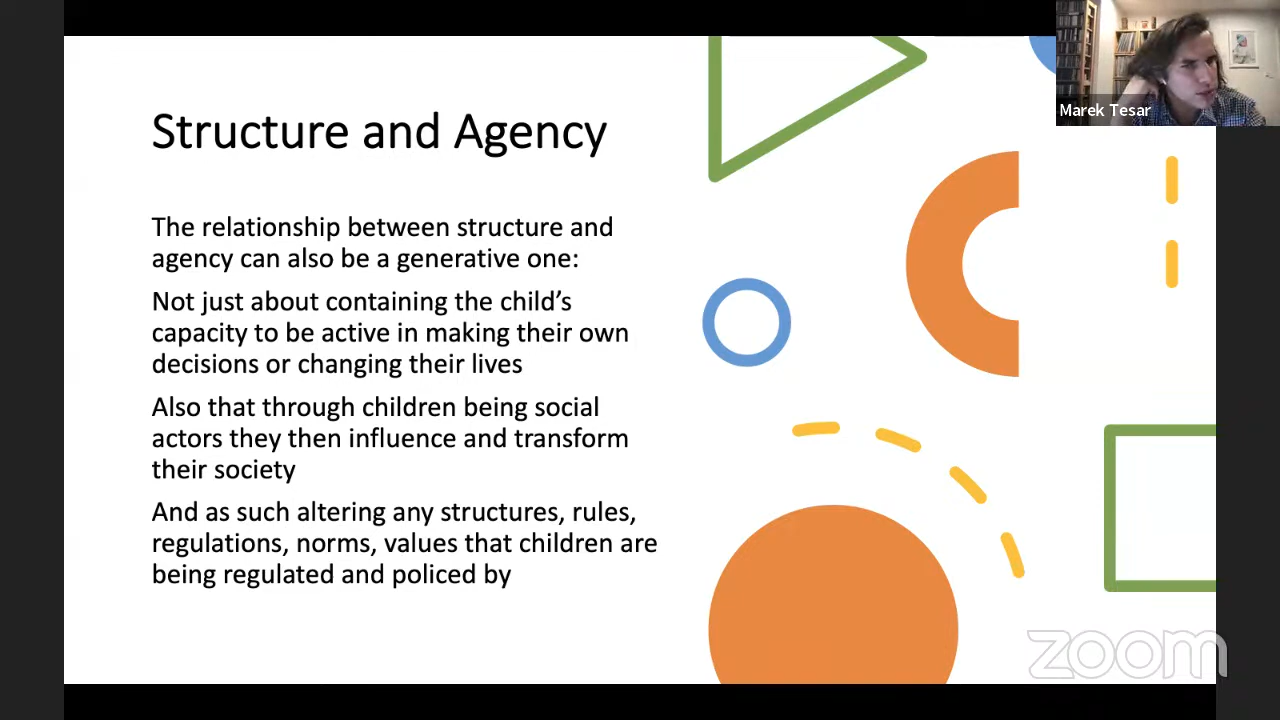 Structure and Agency
The relationship between structure and
agency can also be a generative one:
Not just about containing the child’s
capacity to be active in making their own
decisions or changing their lives
Also that through children being social
actors they then influence and transform
their society
And as such altering any structures, rules,
regulations, norms, values that children are
being regulated and policed by
Marek Tesar
zoom